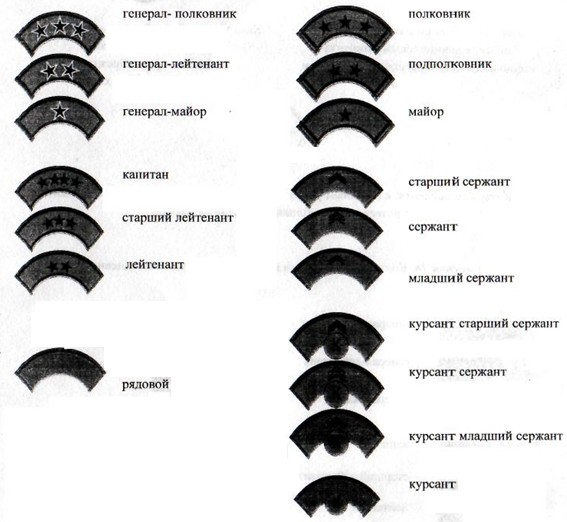 генерал- полковник
генерал-лейтенант
генерал-майор
капитан
старший лейтенант
лейтенант
рядовой
полковник
подполковник
майор
старший сержант
сержант
младший сержант
курсант старший сержант
курсант сержант
курсант младший сержант
курсант